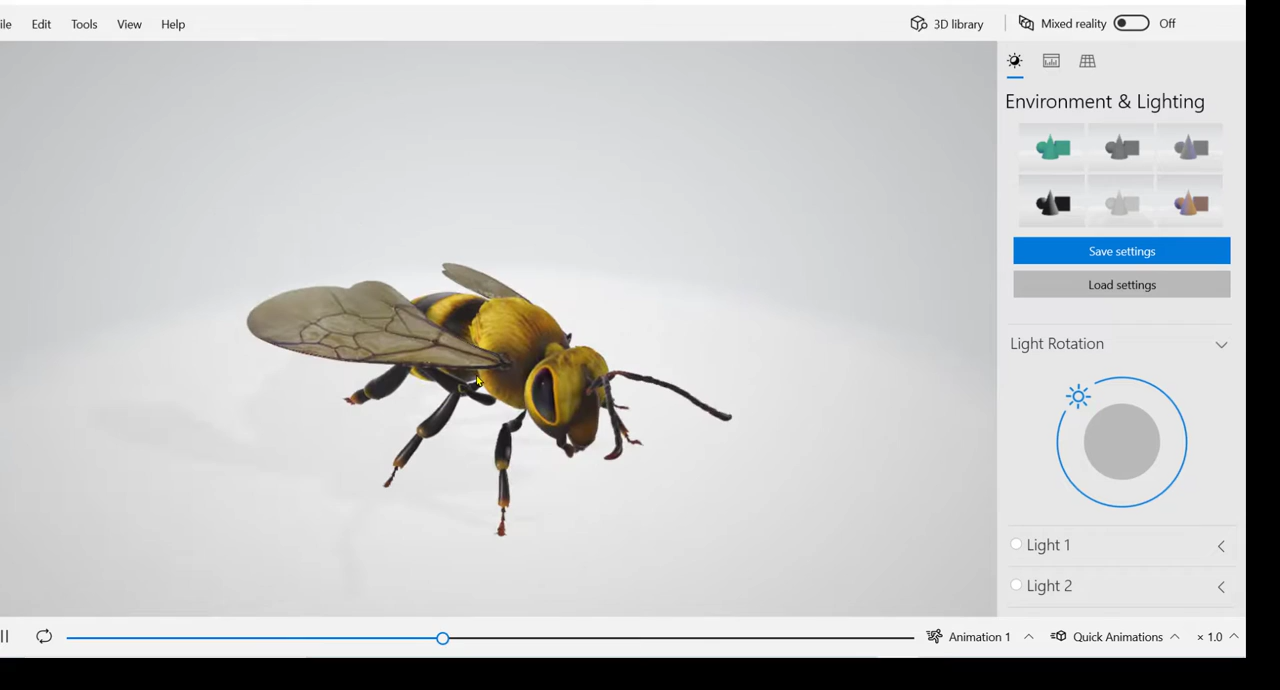 ile Edit Tools View Help 3D library Mixed reality Off
Environment & Lighting
Save settings
Load settings
Light Rotation
Light 1
Light 2
Animation 1 Quick Animations × 1.0